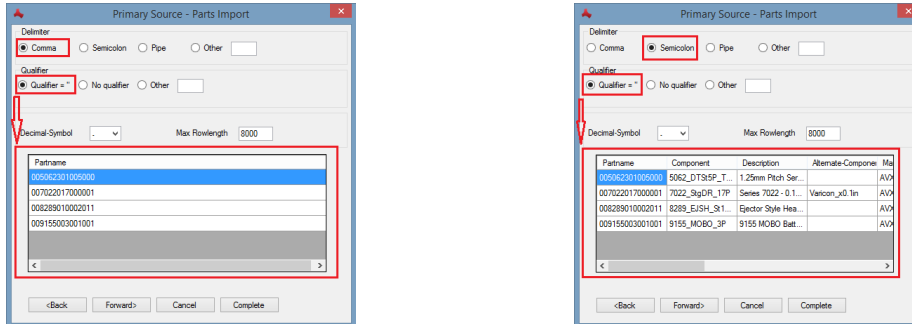 Primary Source - Parts Import
Delimiter
Comma Semicolon Pipe Other
Qualifier
Qualifier = " No qualifier Other
Decimal-Symbol . Max Rowlength 8000
Partname
005062301005000
007022017000001
008289010002011
009155003001001
<Back Forward> Cancel Complete
Primary Source - Parts Import
Delimiter
Comma Semicolon Pipe Other
Qualifier
Qualifier = " No qualifier Other
Decimal-Symbol . Max Rowlength 8000
Partname Component Description Alternate-Componer Ma
005062301005000 5062_DTSt5P_T... 1.25mm Pitch Ser... AVX
007022017000001 7022_StgDR_17P Series 7022 - 0.1... Varicon_x0.1in AVX
008289010002011 8289_EJSH_St1... Ejector Style Hea... AVX
009155003001001 9155_MOBO_3P 9155 MOBO Batt... AVX
<Back Forward> Cancel Complete